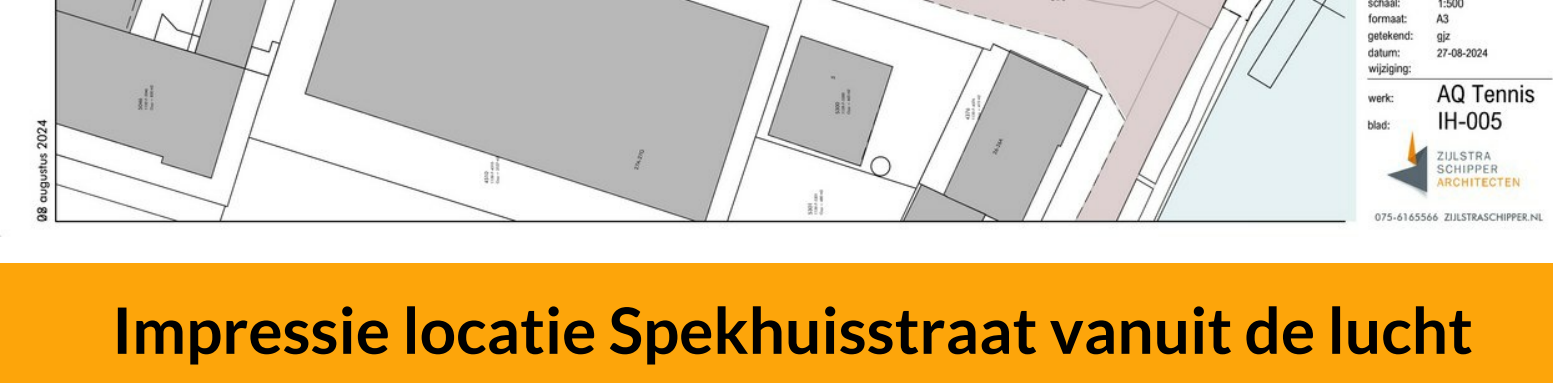 schaal: 1:500
formaat: A3
getekend: gjz
datum: 27-08-2024
wijziging:
werk: AQ Tennis
blad: IH-005
ZIJLSTRA
SCHIPPER
ARCHITECTEN
075-6165566 ZIJLSTRASCHIPPER.NL
08 augustus 2024
Impressie locatie Spekhuisstraat vanuit de lucht